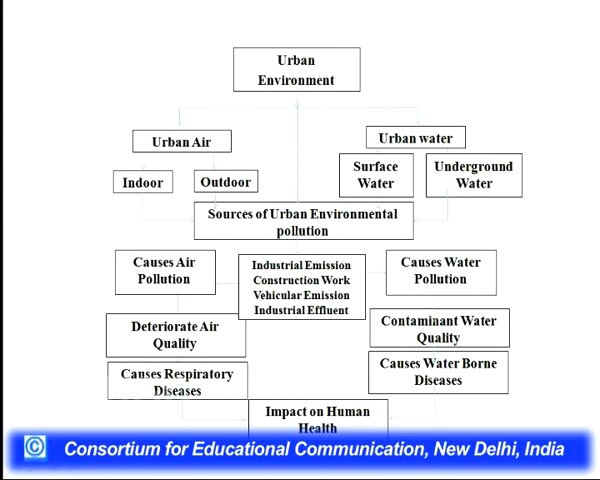 Urban
Environment
Urban Air
Urban water
Indoor
Outdoor
Surface
Water
Underground
Water
Sources of Urban Environmental
pollution
Causes Air
Pollution
Industrial Emission
Construction Work
Vehicular Emission
Industrial Effluent
Causes Water
Pollution
Deteriorate Air
Quality
Contaminant Water
Quality
Causes Respiratory
Diseases
Causes Water Borne
Diseases
Impact on Human
Health
© Consortium for Educational Communication, New Delhi, India